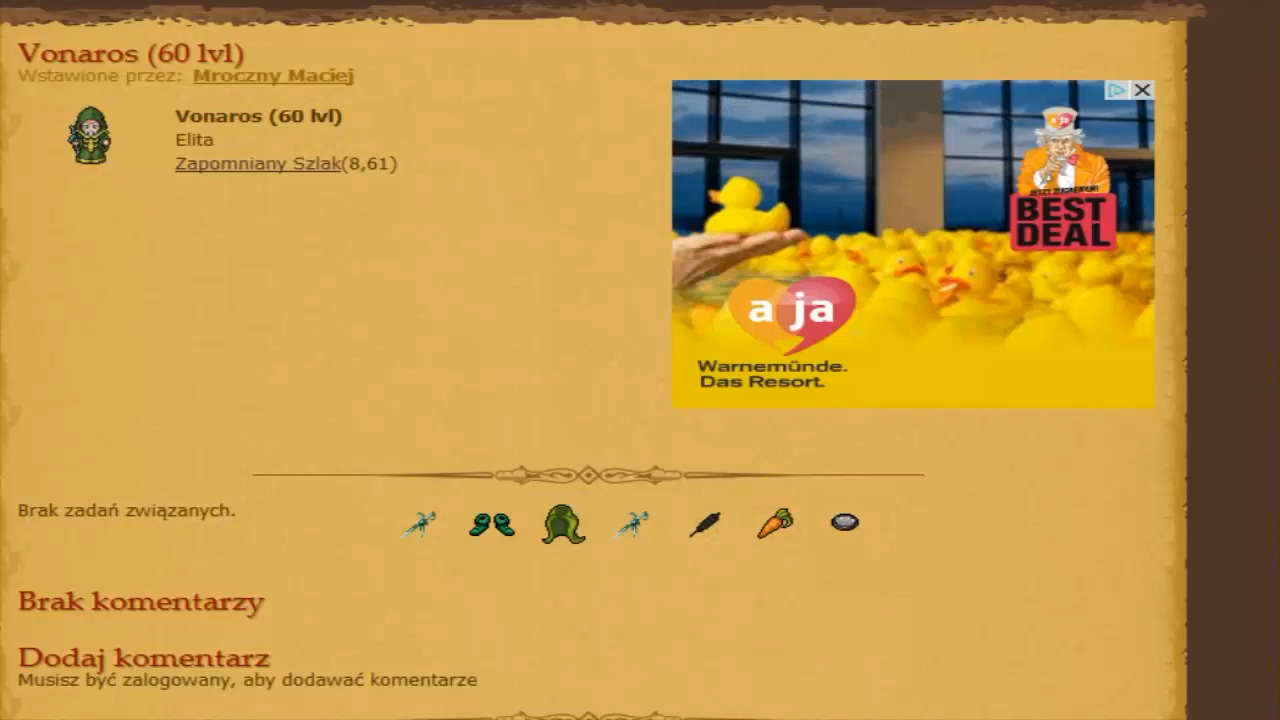 Vonaros (60 lvl)
Wstawione przez: Mroczny Maciej
Vonaros (60 lvl)
Elita
Zapomniany Szlak(8,61)
BEST
DEAL
a ja
Warnemünde.
Das Resort.
Brak zadań związanych.
Brak komentarzy
Dodaj komentarz
Musisz być zalogowany, aby dodawać komentarze